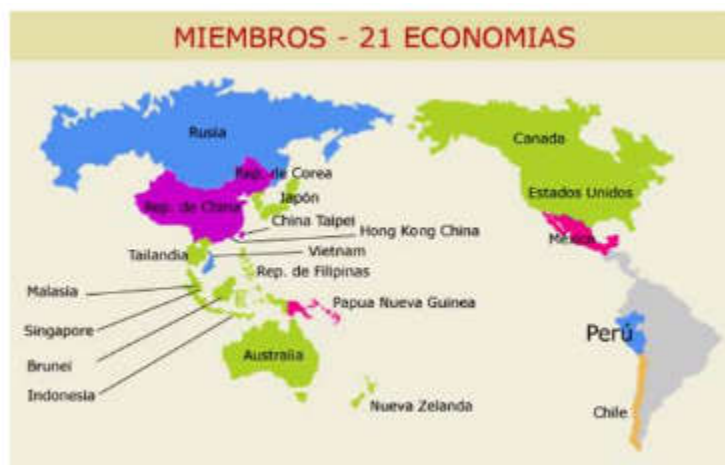 MIEMBROS - 21 ECONOMIAS
Rusia
Canada
Rep. de Corea
Estados Unidos
Japón
Rep. de China
China Taipei
Hong Kong China
México
Tailandia
Vietnam
Rep. de Filipinas
Malasia
Papua Nueva Guinea
Singapore
Perú
Australia
Brunei
Indonesia
Nueva Zelanda
Chile